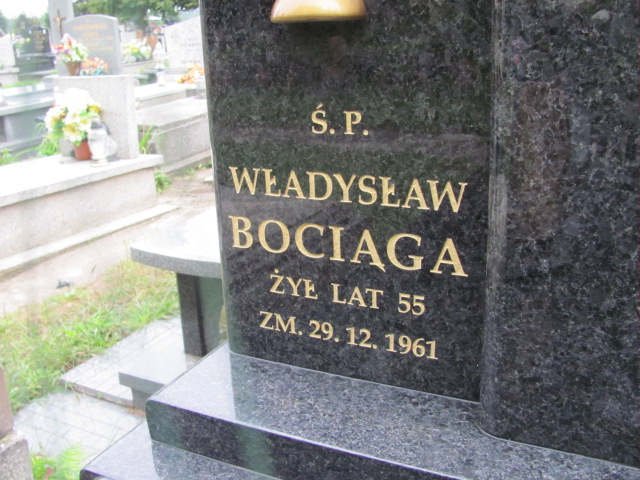 Ś. P.
WŁADYSŁAW
BOCIĄGA
ŻYŁ LAT 55
ZM. 29. 12. 1961